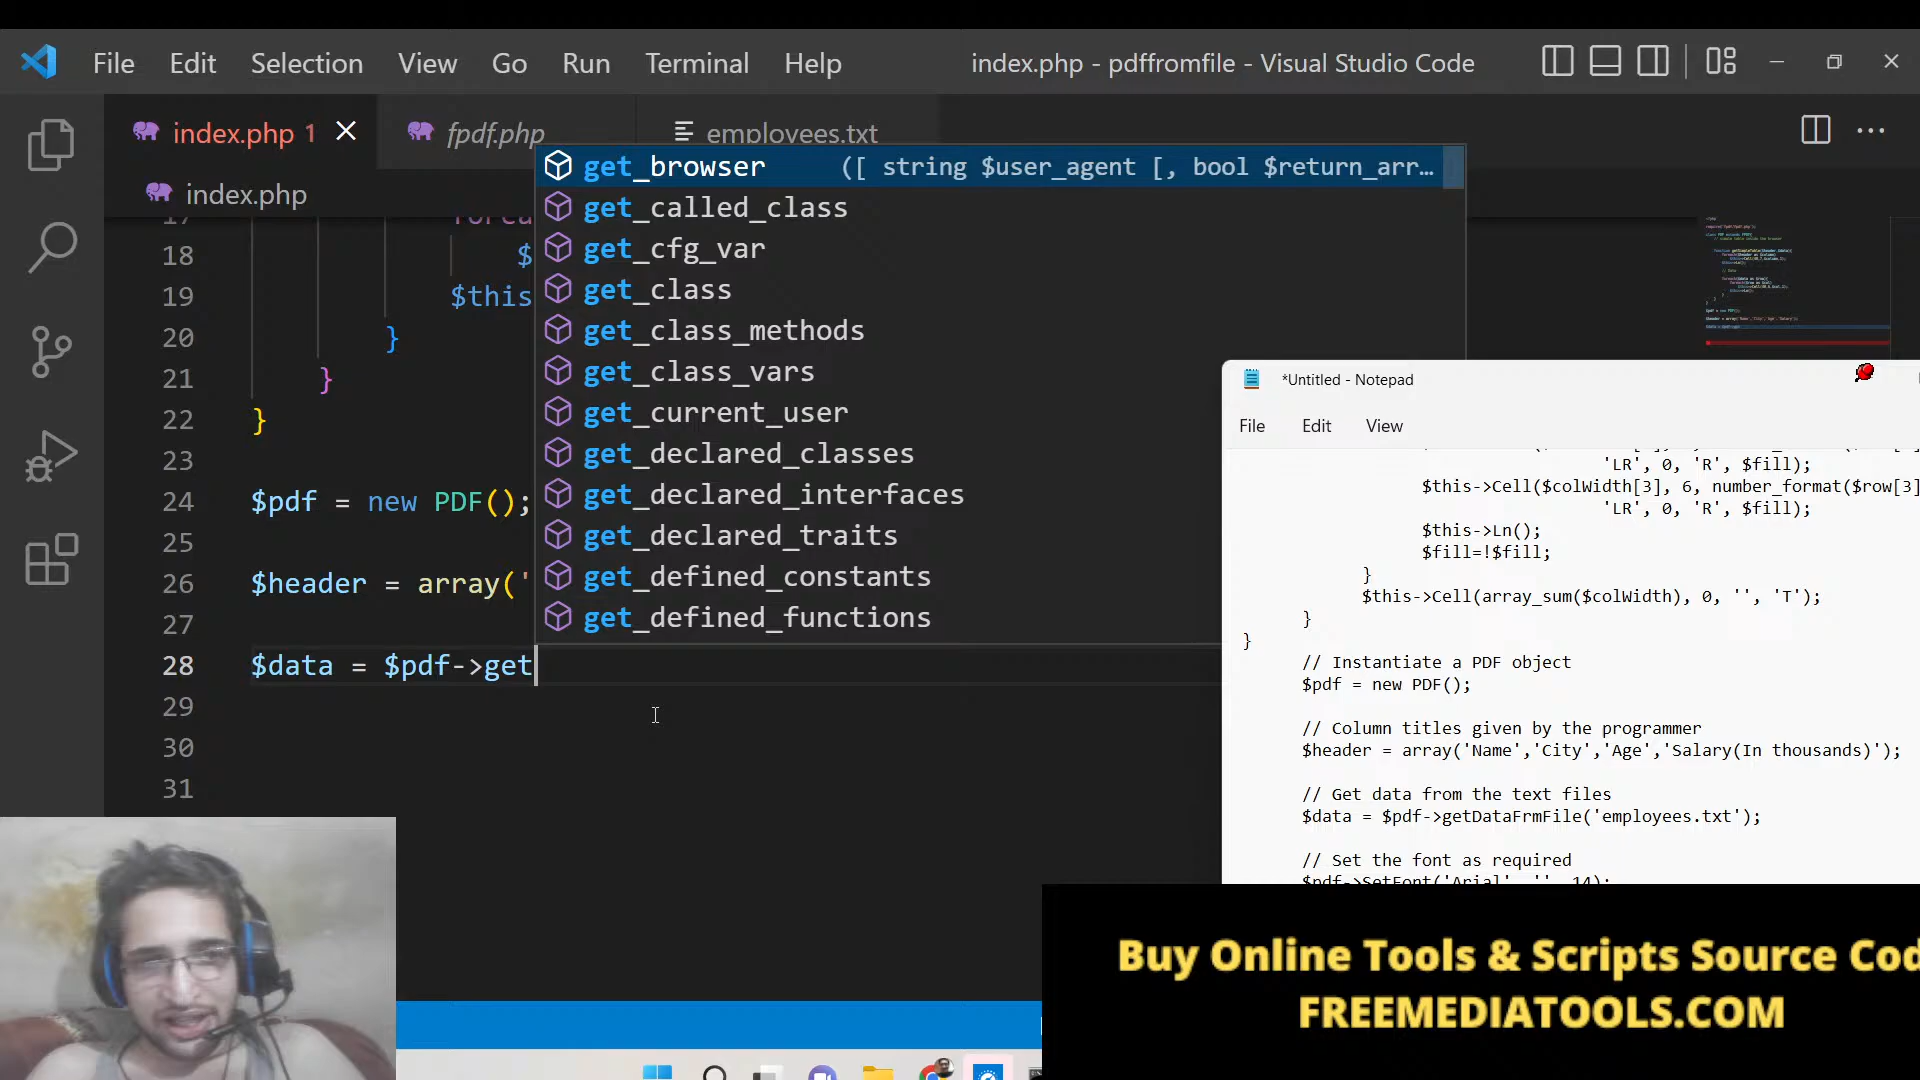 File Edit Selection View Go Run Terminal Help index.php - pdffromfile - Visual Studio Code
index.php 1 fpdf.php employees.txt
index.php
get_browser ([ string $user_agent [, bool $return_arr…
get_called_class
get_cfg_var
get_class
get_class_methods
get_class_vars
get_current_user
get_declared_classes
get_declared_interfaces
get_declared_traits
get_defined_constants
get_defined_functions
17
18 $
19 $this
20 }
21 }
22 }
23
24 $pdf = new PDF();
25
26 $header = array('
27
28 $data = $pdf->get
29
30
31
*Untitled - Notepad
File Edit View
'LR', 0, 'R', $fill);
$this->Cell($colWidth[3], 6, number_format($row[3]
'LR', 0, 'R', $fill);
$this->Ln();
$fill=!$fill;
}
$this->Cell(array_sum($colWidth), 0, '', 'T');
}
}
// Instantiate a PDF object
$pdf = new PDF();
// Column titles given by the programmer
$header = array('Name','City','Age','Salary(In thousands)');
// Get data from the text files
$data = $pdf->getDataFrmFile('employees.txt');
// Set the font as required
$pdf->SetFont('Arial', '', 14);
Buy Online Tools & Scripts Source Cod
FREEMEDIATOOLS.COM